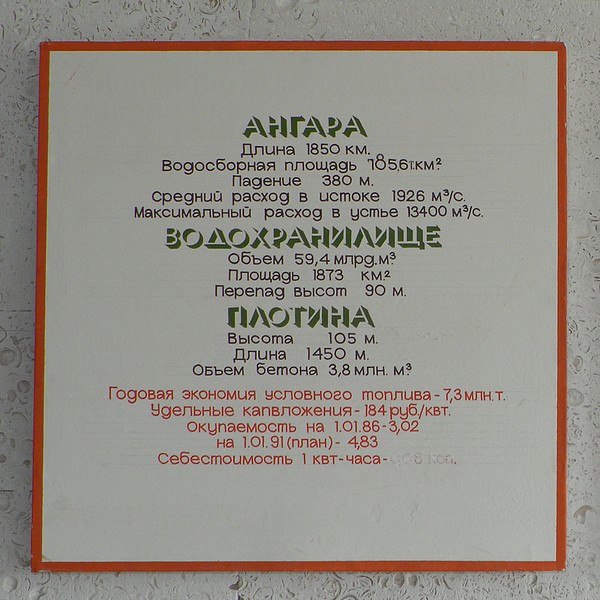 АНГАРА
Длина 1850 км.
Водосборная площадь 785,6т.км²
Падение 380 м.
Средний расход в истоке 1926 м³/с.
Максимальный расход в устье 13400 м³/с.
ВОДОХРАНИЛИЩЕ
Объем 59,4 млрд.м³
Площадь 1873 км²
Перепад высот 90 м.
ПЛОТИНА
Высота 105 м.
Длина 1450 м.
Объем бетона 3,8 млн. м³
Годовая экономия условного топлива - 7,3 млн.т.
Удельные капвложения - 184 руб/квт.
Окупаемость на 1.01.86 - 3,02
на 1.01.91 (план) - 4,83
Себестоимость 1 квт-часа - коп.